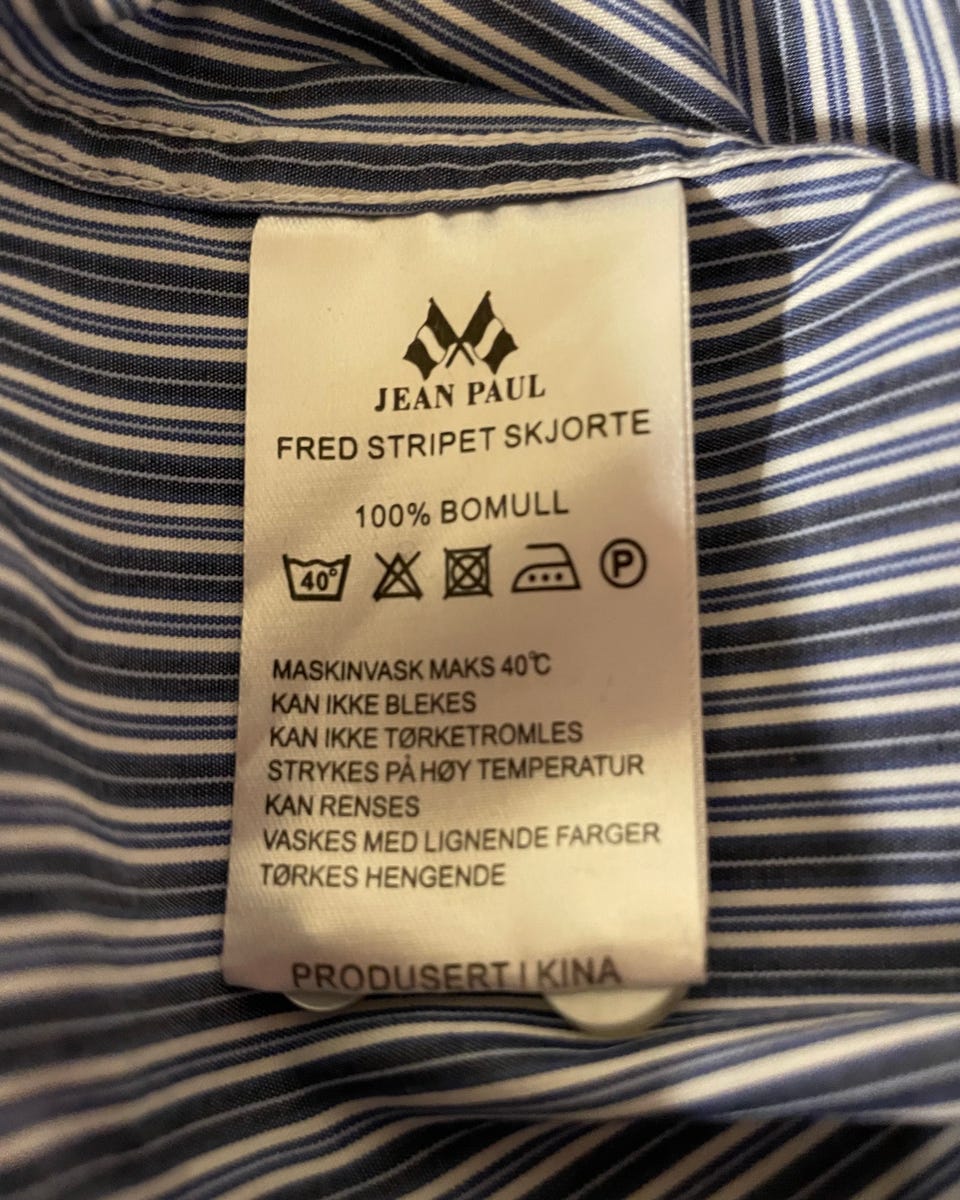 JEAN PAUL
FRED STRIPET SKJORTE
100% BOMULL
40° P
MASKINVASK MAKS 40℃
KAN IKKE BLEKES
KAN IKKE TØRKETROMLES
STRYKES PÅ HØY TEMPERATUR
KAN RENSES
VASKES MED LIGNENDE FARGER
TØRKES HENGENDE
PRODUSERT I KINA